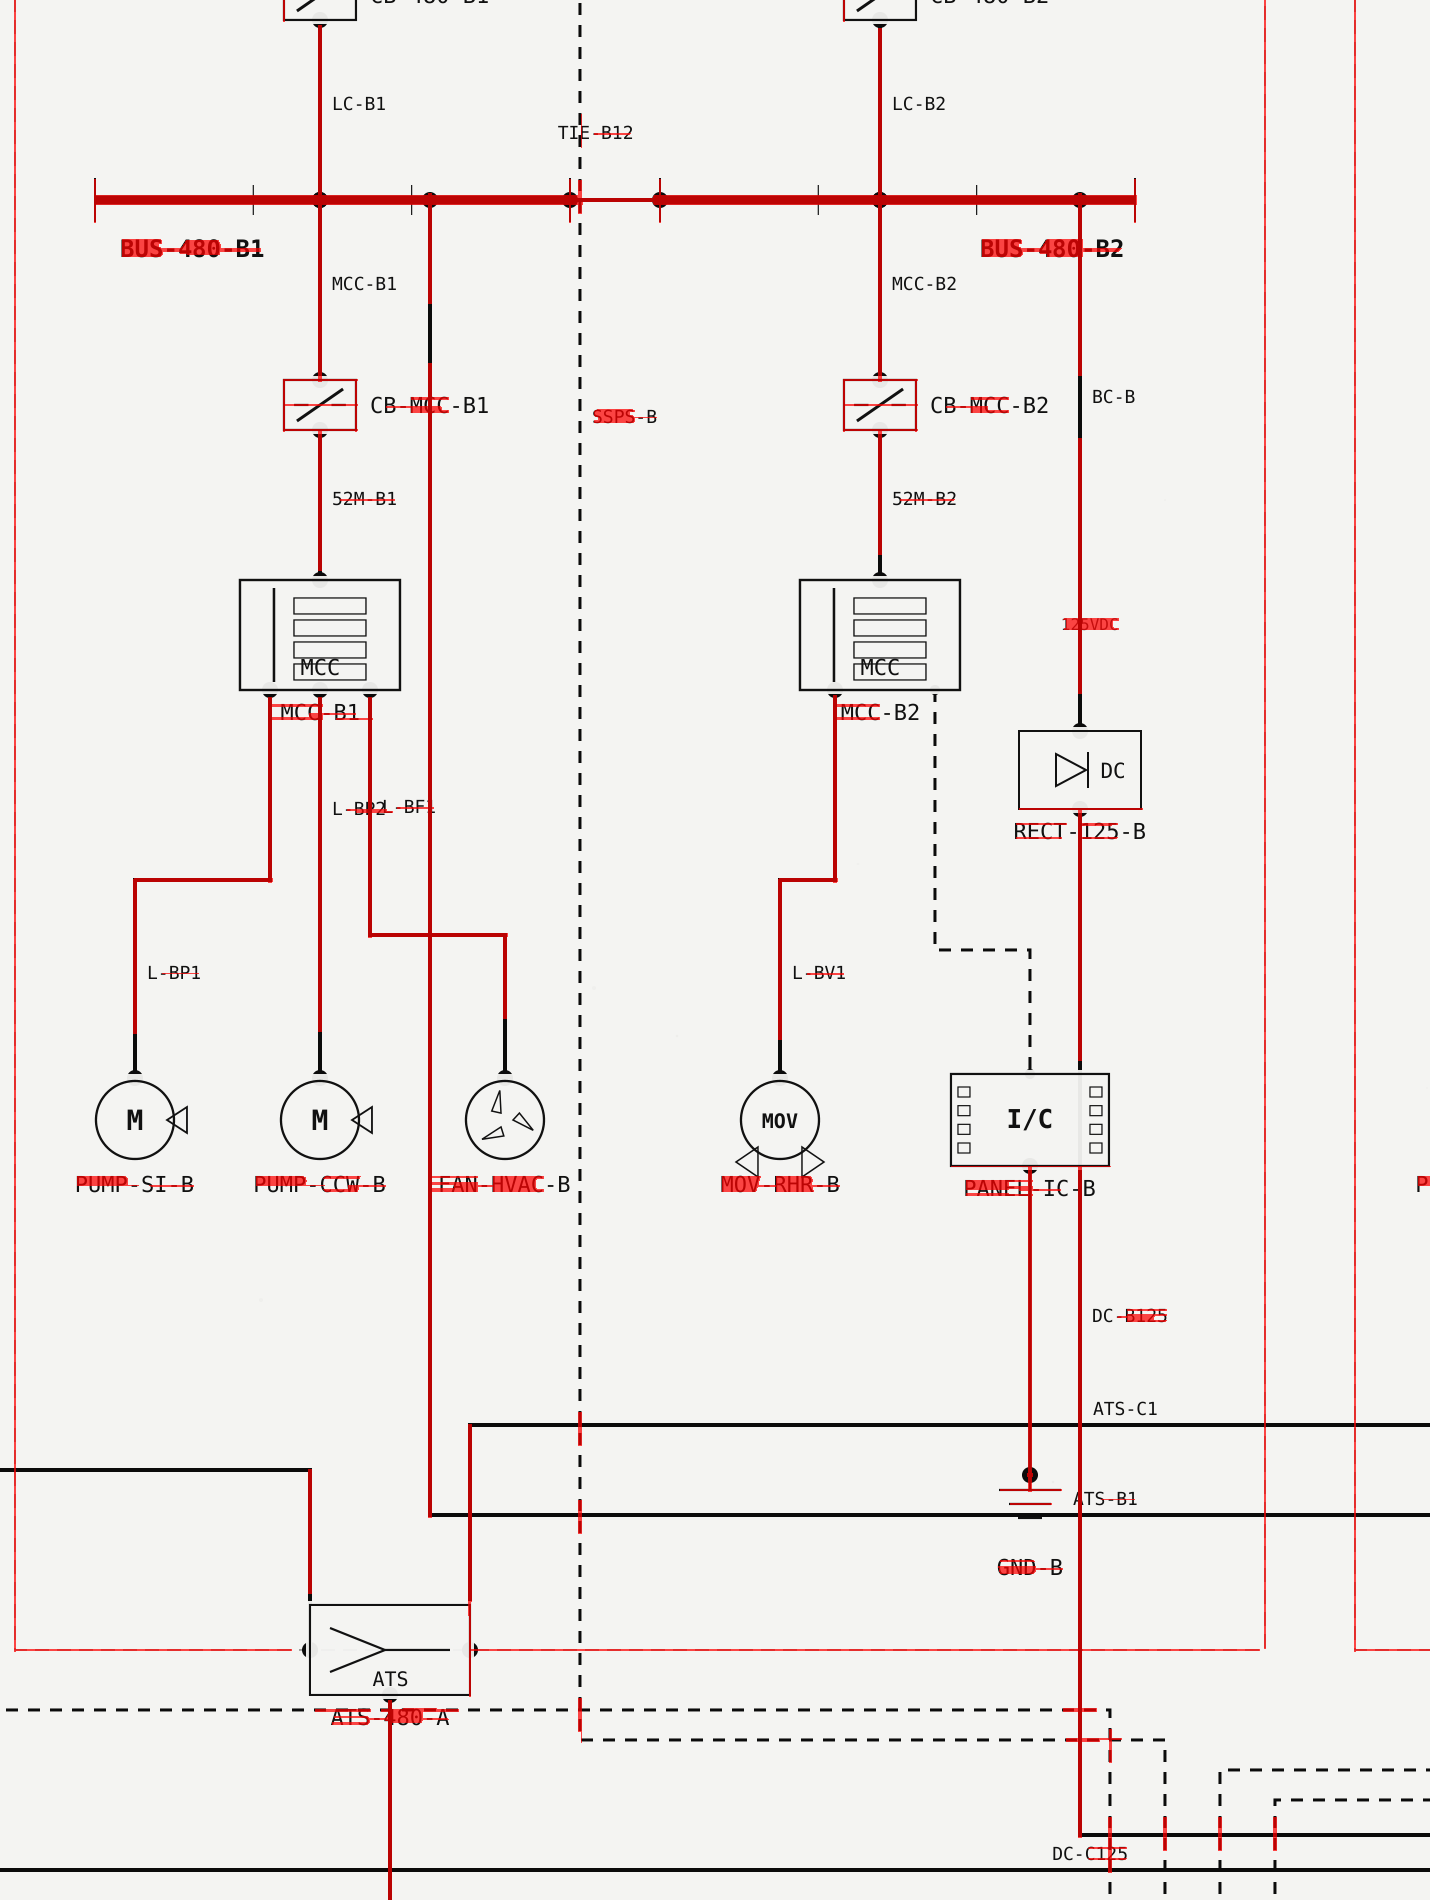 CB-480-B1
CB-480-B2
LC-B1
LC-B2
TIE-B12
BUS-480-B1
BUS-480-B2
MCC-B1
MCC-B2
BC-B
CB-MCC-B1
SSPS-B
CB-MCC-B2
52M-B1
52M-B2
125VDC
MCC
MCC
MCC-B1
MCC-B2
DC
L-BP2
L-BF1
RECT-125-B
L-BP1
L-BV1
M
M
MOV
I/C
PUMP-SI-B
PUMP-CCW-B
FAN-HVAC-B
MOV-RHR-B
PANEL-IC-B
DC-B125
ATS-C1
ATS-B1
GND-B
ATS
ATS-480-A
DC-C125